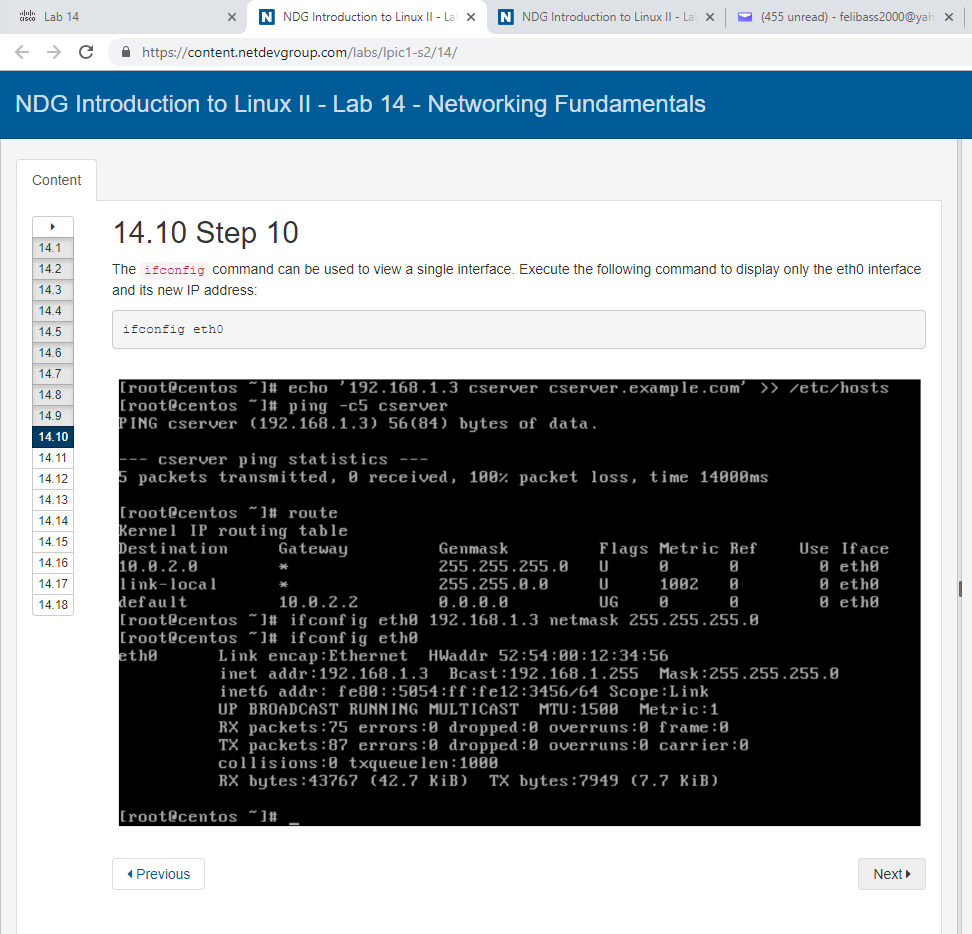 cisco Lab 14
NDG Introduction to Linux II - La
NDG Introduction to Linux II - La
(455 unread) - felibass2000@yah
https://content.netdevgroup.com/labs/lpic1-s2/14/
NDG Introduction to Linux II - Lab 14 - Networking Fundamentals
Content
14.1
14.2
14.3
14.4
14.5
14.6
14.7
14.8
14.9
14.10
14.11
14.12
14.13
14.14
14.15
14.16
14.17
14.18
14.10 Step 10
The ifconfig command can be used to view a single interface. Execute the following command to display only the eth0 interface
and its new IP address:
ifconfig eth0
[root@centos ~]# echo '192.168.1.3 cserver cserver.example.com' >> /etc/hosts
[root@centos ~]# ping -c5 cserver
PING cserver (192.168.1.3) 56(84) bytes of data.
--- cserver ping statistics ---
5 packets transmitted, 0 received, 100% packet loss, time 14000ms
[root@centos ~]# route
Kernel IP routing table
Destination     Gateway         Genmask         Flags Metric Ref    Use Iface
10.0.2.0        *               255.255.255.0   U     0      0        0 eth0
link-local      *               255.255.0.0     U     1002   0        0 eth0
default         10.0.2.2        0.0.0.0         UG    0      0        0 eth0
[root@centos ~]# ifconfig eth0 192.168.1.3 netmask 255.255.255.0
[root@centos ~]# ifconfig eth0
eth0      Link encap:Ethernet  HWaddr 52:54:00:12:34:56
inet addr:192.168.1.3  Bcast:192.168.1.255  Mask:255.255.255.0
inet6 addr: fe80::5054:ff:fe12:3456/64 Scope:Link
UP BROADCAST RUNNING MULTICAST  MTU:1500  Metric:1
RX packets:75 errors:0 dropped:0 overruns:0 frame:0
TX packets:87 errors:0 dropped:0 overruns:0 carrier:0
collisions:0 txqueuelen:1000
RX bytes:43767 (42.7 KiB)  TX bytes:7949 (7.7 KiB)
[root@centos ~]# _
Previous
Next